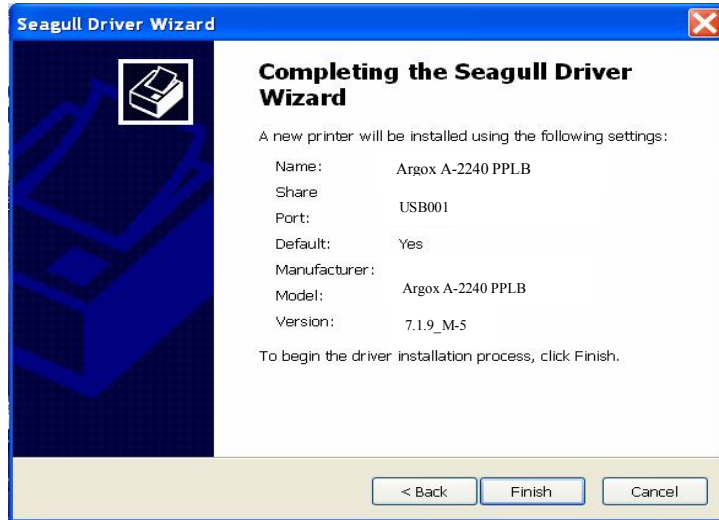 Seagull Driver Wizard
Completing the Seagull Driver
Wizard
A new printer will be installed using the following settings:
Name: Argox A-2240 PPLB
Share
Port: USB001
Default: Yes
Manufacturer:
Model: Argox A-2240 PPLB
Version: 7.1.9_M-5
To begin the driver installation process, click Finish.
< Back Finish Cancel